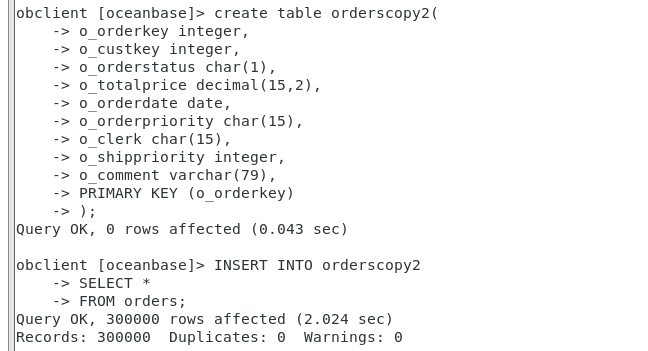 obclient [oceanbase]> create table orderscopy2(
    -> o_orderkey integer,
    -> o_custkey integer,
    -> o_orderstatus char(1),
    -> o_totalprice decimal(15,2),
    -> o_orderdate date,
    -> o_orderpriority char(15),
    -> o_clerk char(15),
    -> o_shippriority integer,
    -> o_comment varchar(79),
    -> PRIMARY KEY (o_orderkey)
    -> );
Query OK, 0 rows affected (0.043 sec)

obclient [oceanbase]> INSERT INTO orderscopy2
    -> SELECT *
    -> FROM orders;
Query OK, 300000 rows affected (2.024 sec)
Records: 300000  Duplicates: 0  Warnings: 0